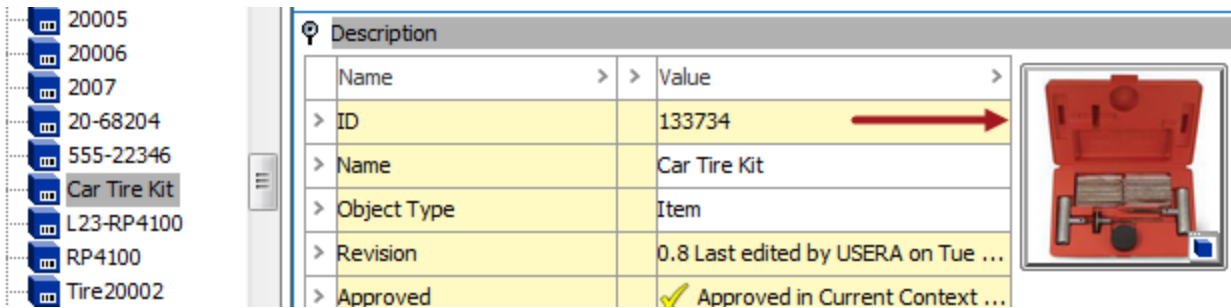 20005
20006
2007
20-68204
555-22346
Car Tire Kit
L23-RP4100
RP4100
Tire20002
Description
Name > > Value >
> ID 133734
> Name Car Tire Kit
> Object Type Item
> Revision 0.8 Last edited by USERA on Tue ...
> Approved Approved in Current Context ...